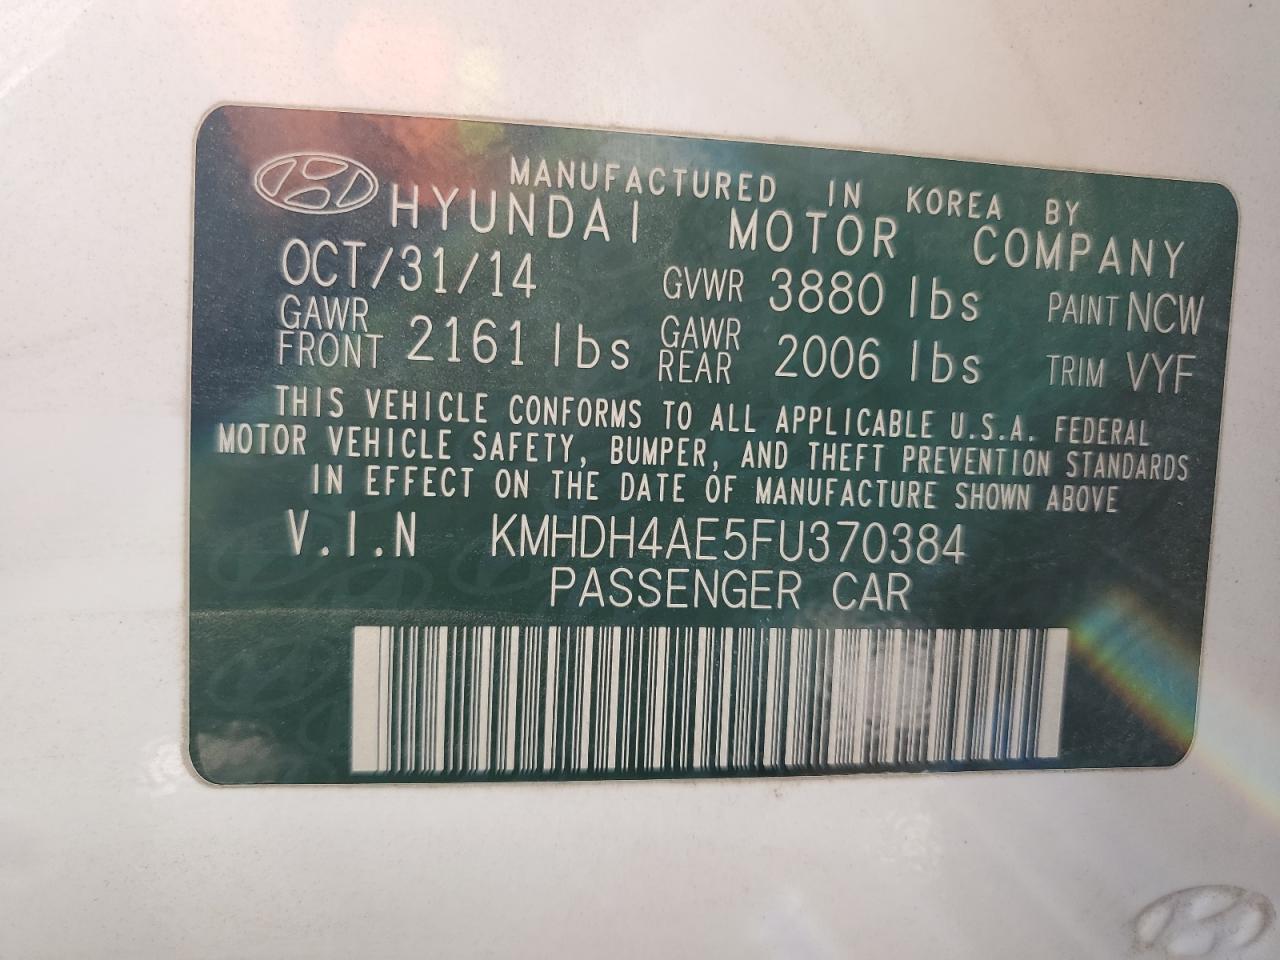 MANUFACTURED IN KOREA BY
HYUNDAI MOTOR COMPANY
OCT/31/14 GVWR 3880 lbs PAINT NCW
GAWR FRONT 2161 lbs GAWR REAR 2006 lbs TRIM VYF
THIS VEHICLE CONFORMS TO ALL APPLICABLE U.S.A. FEDERAL
MOTOR VEHICLE SAFETY, BUMPER, AND THEFT PREVENTION STANDARDS
IN EFFECT ON THE DATE OF MANUFACTURE SHOWN ABOVE
V.I.N KMHDH4AE5FU370384
PASSENGER CAR